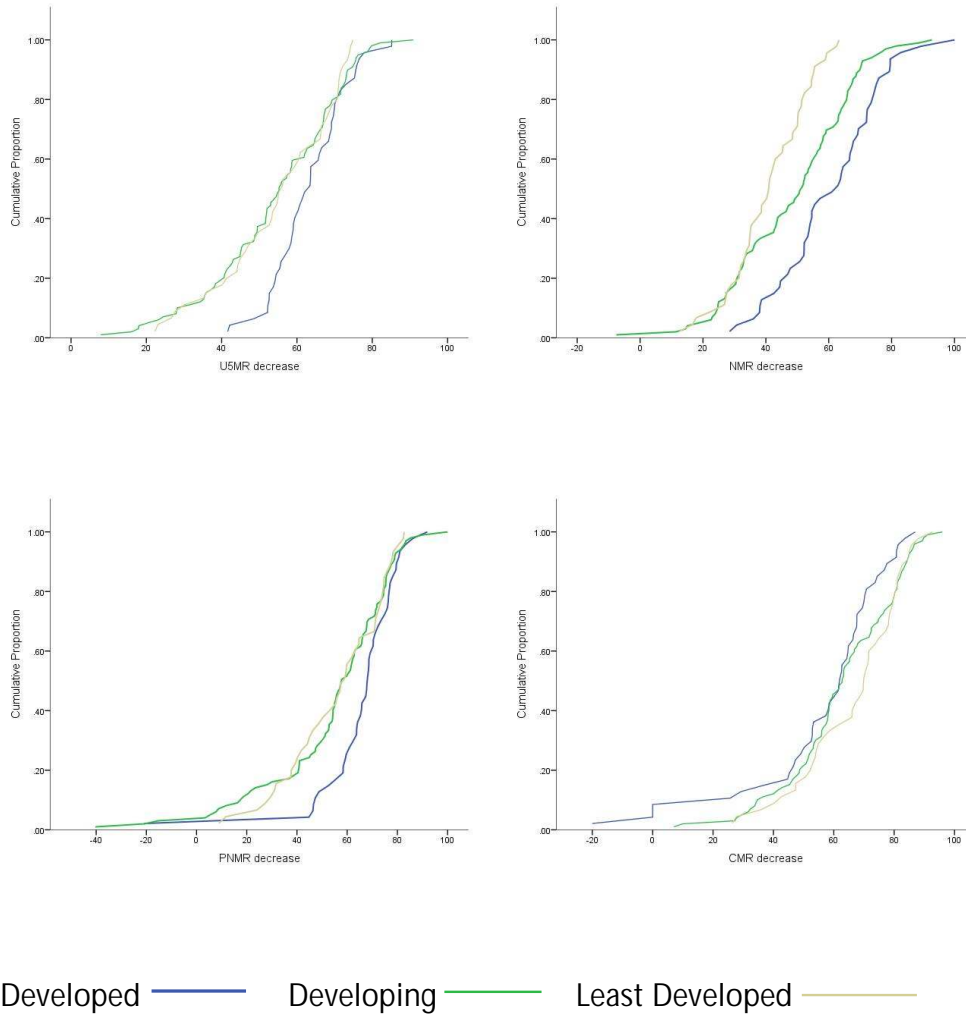 1.00
.80
.60
.40
.20
.00
Cumulative Proportion
0 20 40 60 80 100
U5MR decrease
1.00
.80
.60
.40
.20
.00
Cumulative Proportion
-20 0 20 40 60 80 100
NMR decrease
1.00
.80
.60
.40
.20
.00
Cumulative Proportion
-40 -20 0 20 40 60 80 100
PNMR decrease
1.00
.80
.60
.40
.20
.00
Cumulative Proportion
-20 0 20 40 60 80 100
CMR decrease
Developed Developing Least Developed